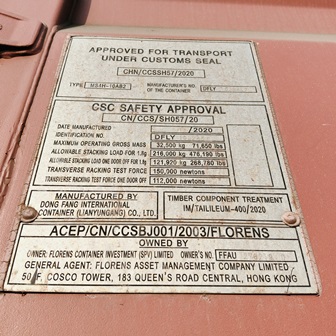 APPROVED FOR TRANSPORT
UNDER CUSTOMS SEAL
CHN/CCSSH57/2020
TYPE MANUFACTURER'S NO. OF THE CONTAINER DFLY
CSC SAFETY APPROVAL
CN/CCS/SH057/20
DATE MANUFACTURED /2020
IDENTIFICATION NO. DFLY
MAXIMUM OPERATING GROSS MASS 32,500 kg 71,650 lbs
ALLOWABLE STACKING LOAD FOR 1.8g 216,000 kg 476,190 lbs
ALLOWABLE STACKING LOAD ONE DOOR OFF FOR 1.8g 121,920 kg 268,780 lbs
TRANSVERSE RACKING TEST FORCE 150,000 newtons
TRANSVERSE RACKING TEST FORCE ONE DOOR OFF 112,000 newtons
MANUFACTURED BY
DONG FANG INTERNATIONAL
CONTAINER (LIANYUNGANG) CO., LTD.
TIMBER COMPONENT TREATMENT
IM/TAILILEUM-400/2020
ACEP/CN/CCSBJ001/2003/FLORENS
OWNED BY
OWNER: FLORENS CONTAINER INVESTMENT (SPV) LIMITED OWNER'S NO. FFAU
GENERAL AGENT: FLORENS ASSET MANAGEMENT COMPANY LIMITED
50/F, COSCO TOWER, 183 QUEEN'S ROAD CENTRAL, HONG KONG